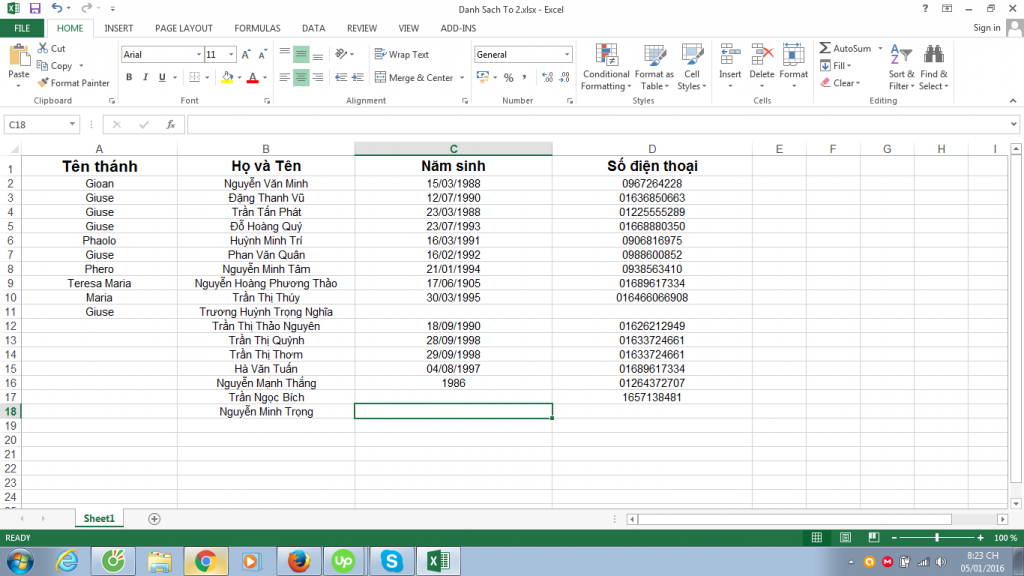 Danh Sach To 2.xlsx - Excel
FILE HOME INSERT PAGE LAYOUT FORMULAS DATA REVIEW VIEW ADD-INS Sign in
Paste Cut Copy Format Painter
Arial 11
B I U
Wrap Text
Merge & Center
General
% ,
Conditional Formatting Format as Table Cell Styles
Insert Delete Format
AutoSum Fill Clear
Sort & Filter Find & Select
Clipboard Font Alignment Number Styles Cells Editing
C18 fx
A B C D E F G H I
1 Tên thánh Họ và Tên Năm sinh Số điện thoại
2 Gioan Nguyễn Văn Minh 15/03/1988 0967264228
3 Giuse Đặng Thanh Vũ 12/07/1990 01636850663
4 Giuse Trần Tấn Phát 23/03/1988 01225555289
5 Giuse Đỗ Hoàng Quý 23/07/1993 01668880350
6 Phaolo Huỳnh Minh Trí 16/03/1991 0906816975
7 Giuse Phan Văn Quân 16/02/1992 0988600852
8 Phero Nguyễn Minh Tâm 21/01/1994 0938563410
9 Teresa Maria Nguyễn Hoàng Phương Thảo 17/06/1905 01689617334
10 Maria Trần Thị Thúy 30/03/1995 016466066908
11 Giuse Trương Huỳnh Trọng Nghĩa
12 Trần Thị Thảo Nguyên 18/09/1990 01626212949
13 Trần Thị Quỳnh 28/09/1998 01633724661
14 Trần Thị Thơm 29/09/1998 01633724661
15 Hà Văn Tuấn 04/08/1997 01689617334
16 Nguyễn Mạnh Thắng 1986 01264372707
17 Trần Ngọc Bích 1657138481
18 Nguyễn Minh Trọng
19
20
21
22
23
24
Sheet1
READY 100 %
8:23 CH
05/01/2016